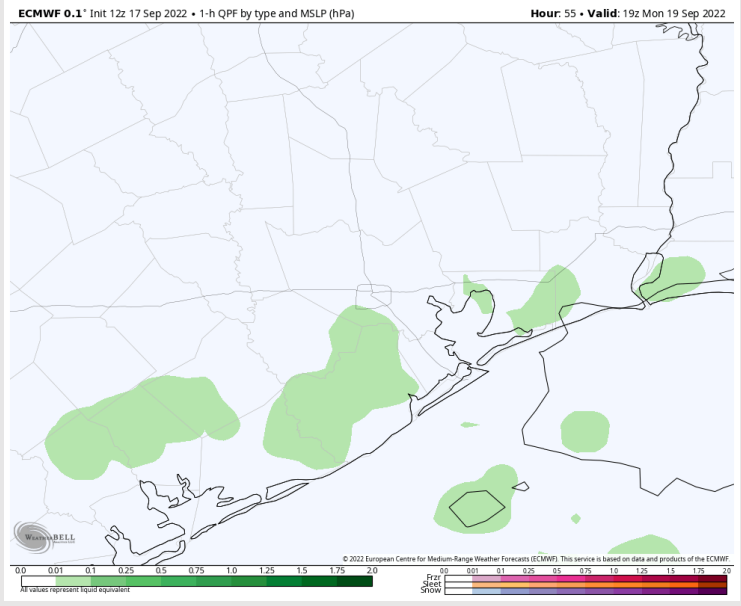 ECMWF 0.1° Init 12z 17 Sep 2022 • 1-h QPF by type and MSLP (hPa)
Hour: 55 • Valid: 19z Mon 19 Sep 2022
WeatherBELL
© 2022 European Centre for Medium-Range Weather Forecasts (ECMWF). This service is based on data and products of the ECMWF.
0.0 0.01 0.1 0.25 0.5 0.75 1.0 1.25 1.5 1.75 2.0
All values represent liquid equivalent
0.0 0.01 0.1 0.25 0.5 0.75 1.0 1.25 1.5 1.75 2.0
Frzr
Sleet
Snow